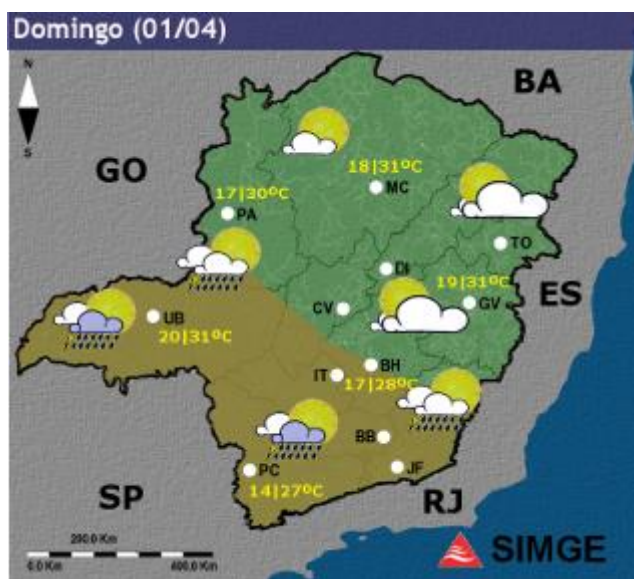 Domingo (01/04)
N
S
BA
GO
18|31ºC
MC
17|30ºC
PA
TO
DI
19|31ºC
ES
CV
GV
UB
20|31ºC
BH
IT
17|28ºC
BB
PC
JF
14|27ºC
SP
RJ
200.0 Km
0.0 Km
400.0 Km
SIMGE